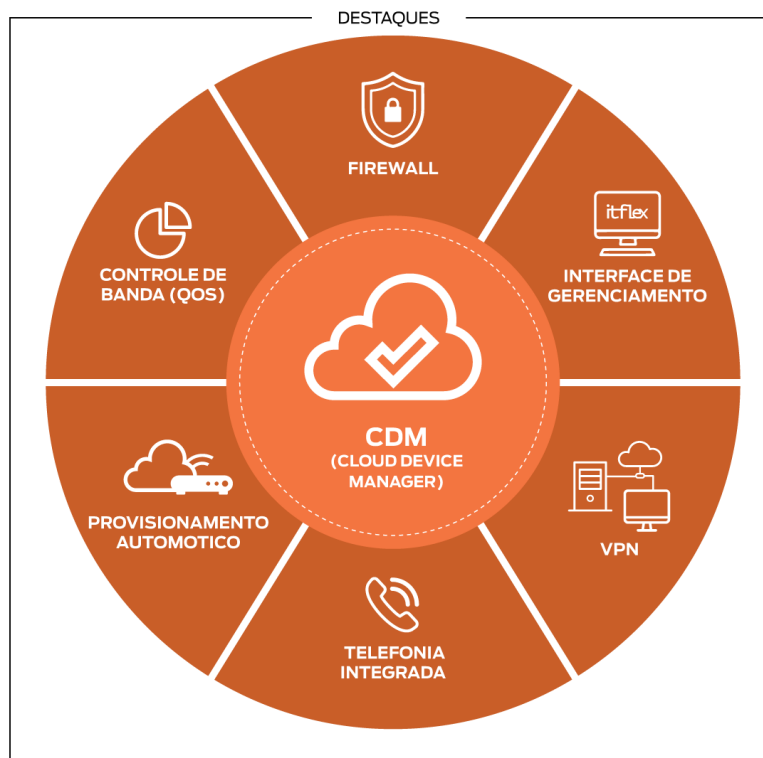 DESTAQUES
FIREWALL
itflex
INTERFACE DE
GERENCIAMENTO
VPN
TELEFONIA
INTEGRADA
PROVISIONAMENTO
AUTOMOTICO
CONTROLE DE
BANDA (QOS)
CDM
(CLOUD DEVICE
MANAGER)